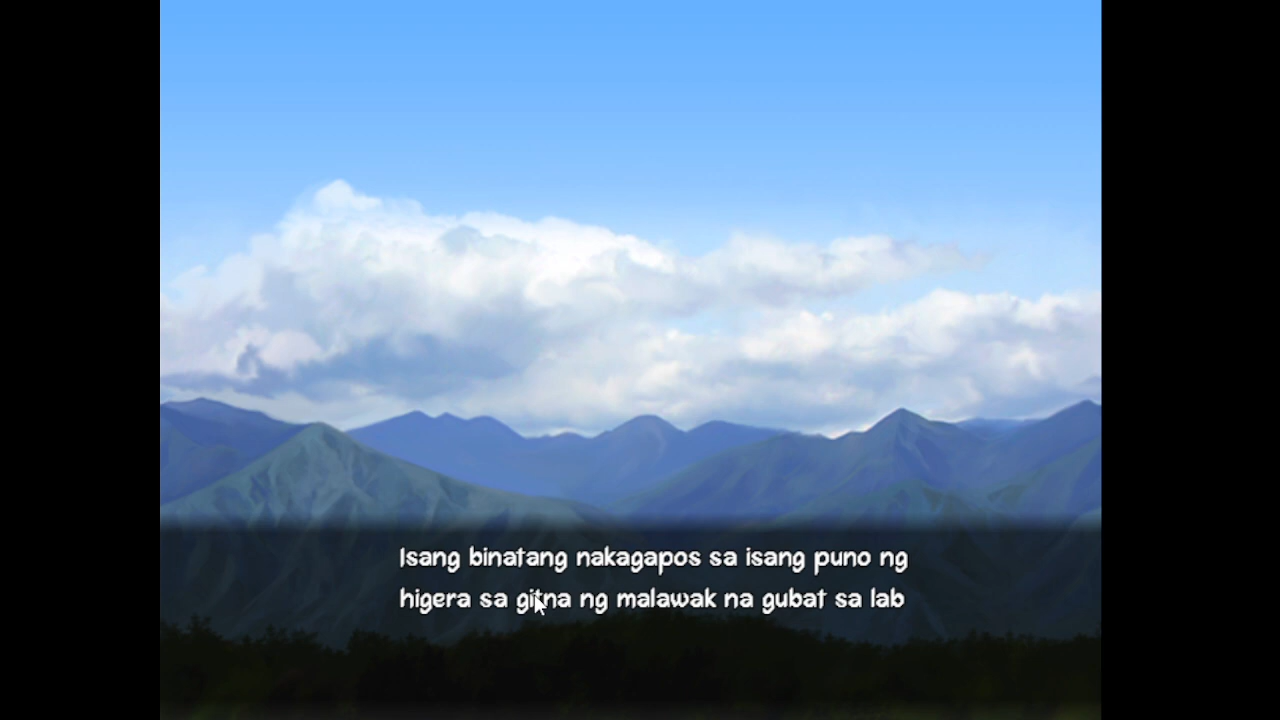 Isang binatang nakagapos sa isang puno ng
higera sa gitna ng malawak na gubat sa lab